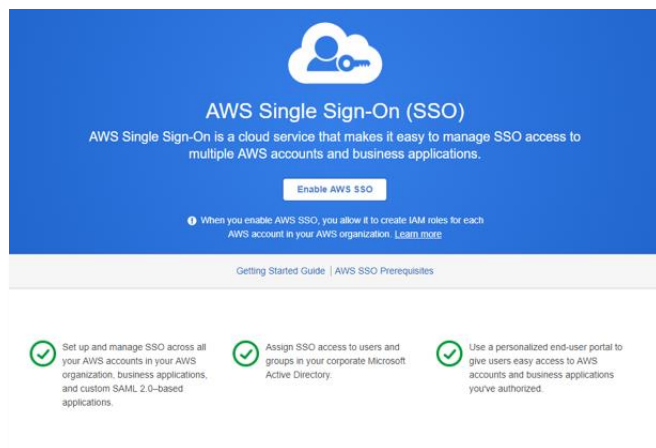 AWS Single Sign-On (SSO)
AWS Single Sign-On is a cloud service that makes it easy to manage SSO access to
multiple AWS accounts and business applications.
Enable AWS SSO
When you enable AWS SSO, you allow it to create IAM roles for each
AWS account in your AWS organization. Learn more
Getting Started Guide | AWS SSO Prerequisites
Set up and manage SSO across all
your AWS accounts in your AWS
organization, business applications,
and custom SAML 2.0–based
applications.
Assign SSO access to users and
groups in your corporate Microsoft
Active Directory.
Use a personalized end-user portal to
give users easy access to AWS
accounts and business applications
you've authorized.